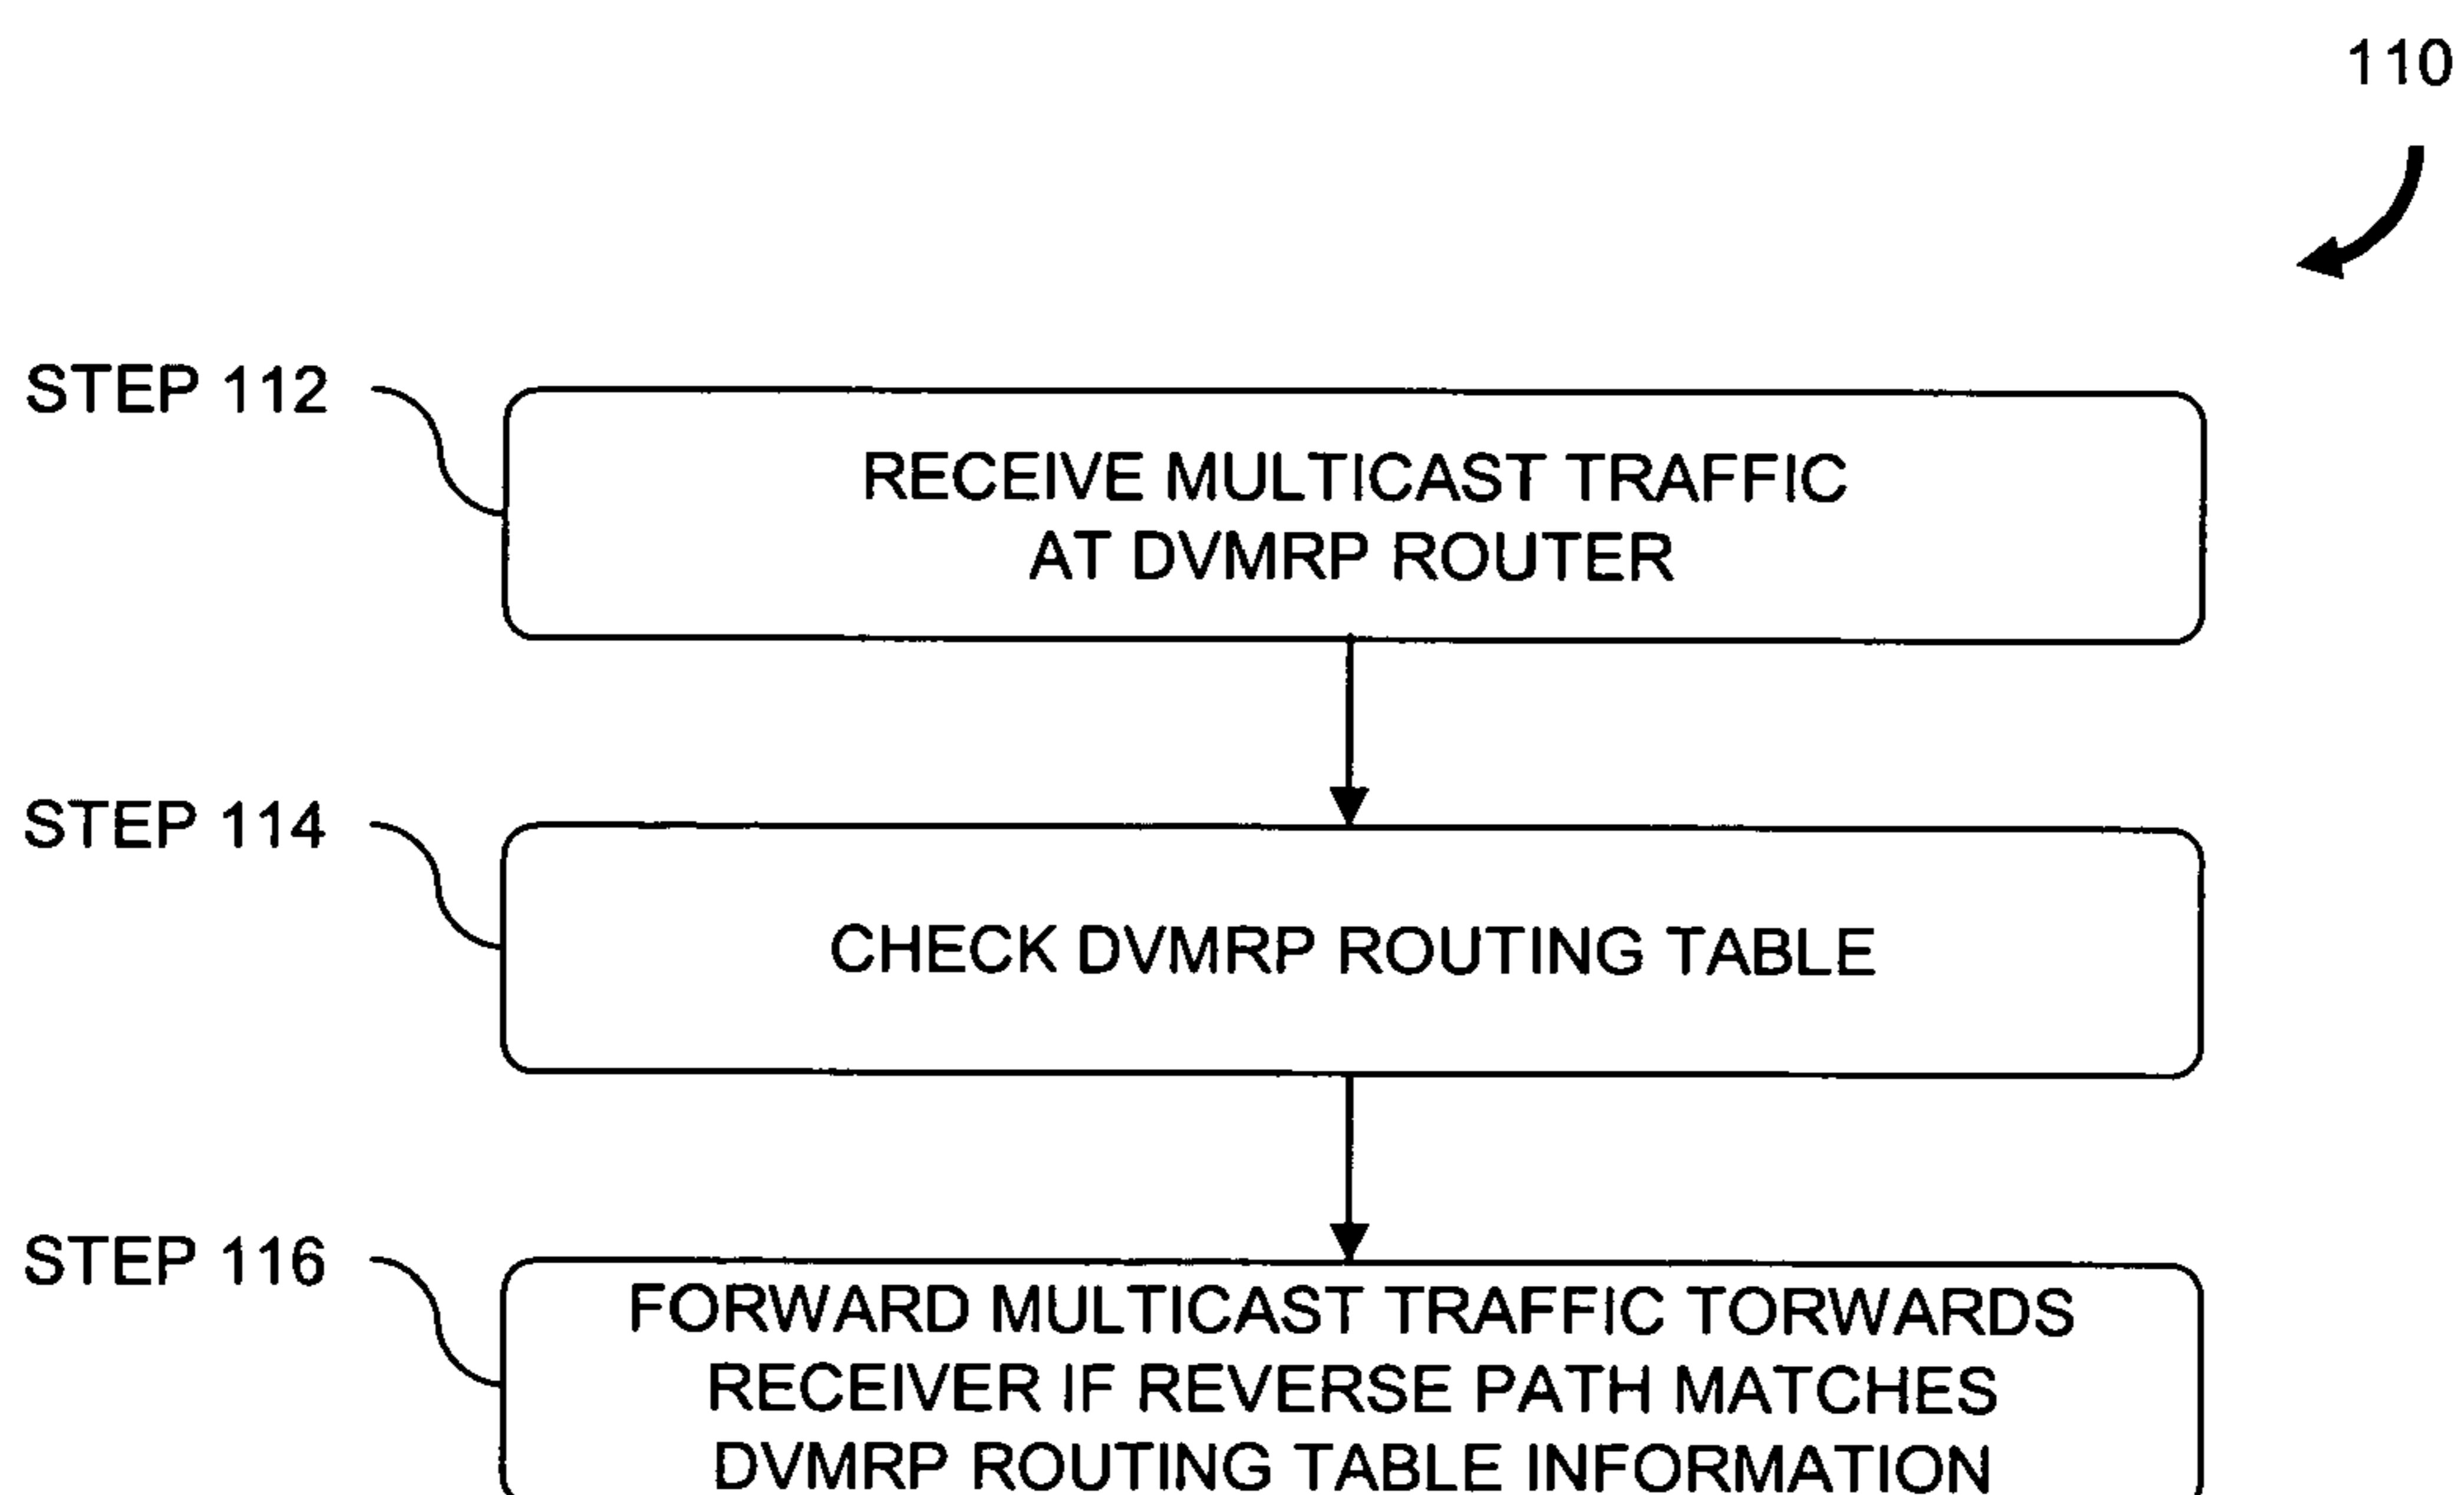 110
STEP 112
RECEIVE MULTICAST TRAFFIC
AT DVMRP ROUTER
STEP 114
CHECK DVMRP ROUTING TABLE
STEP 116
FORWARD MULTICAST TRAFFIC TORWARDS
RECEIVER IF REVERSE PATH MATCHES
DVMRP ROUTING TABLE INFORMATION